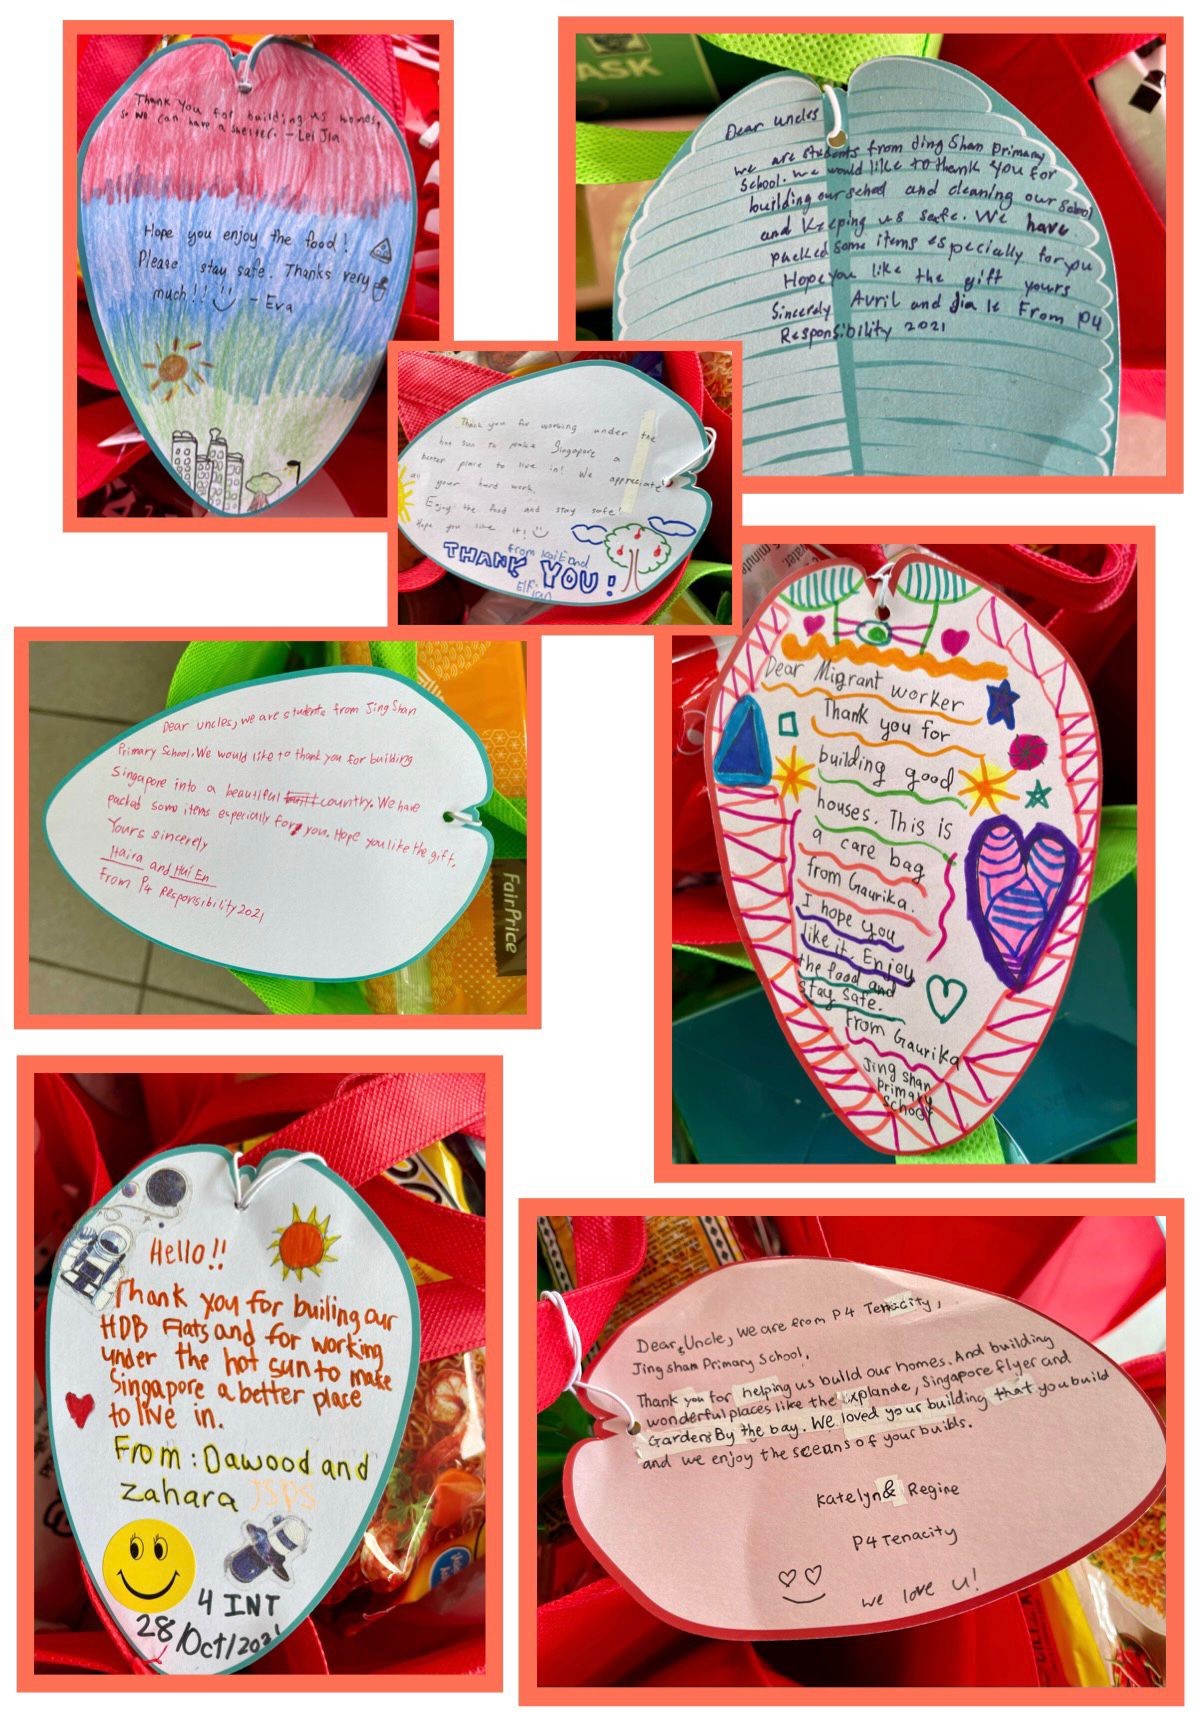 Thank You for building us homes,
so we can have a shelter. - Lei Jia
Hope you enjoy the food!
Please stay safe. Thanks very
much!! - Eva
ASK
Dear uncles
we are students from Jing Shan primary
School. We would like to thank you for
building our school and cleaning our school
and keeping us safe. We have
packed some items especially for you
Hope you like the gift yours
Sincerely Avril and Jia Le From P4
Responsibility 2021
Thank you for working under the
hot sun to make Singapore a
better place to live in! We appreciate
all your hard work.
Enjoy the food and stay safe!
Hope you like it!
from Kait and
THANK YOU!
Dear uncles, we are students from Jing Shan
Primary School. We would like to thank you for building
Singapore into a beautiful country. We have
packed some items especially for you. Hope you like the gift.
Yours sincerely
Haira and Hui En
From P4 Responsibility 2021
FairPrice
Dear Migrant worker
Thank you for
building good
houses. This is
a care bag
from Gaurika.
I hope you
like it. Enjoy
the food and
stay safe.
From Gaurika
Jing shan
primary
school
Hello!!
Thank you for builing our
HDB Flats and for working
under the hot sun to make
Singapore a better place
to live in.
From: Dawood and
zahara JSPS
4 INT
28/Oct/2021
Dear, Uncle, we are from P4 Tenacity,
Jing shan Primary School.
Thank you for helping us build our homes. And building
wonderful places like the Explande, Singapore flyer and
Gardens By the bay. We loved your building that you build
and we enjoy the sceans of your builds.
Katelyn & Regine
P4 Tenacity
we love u!